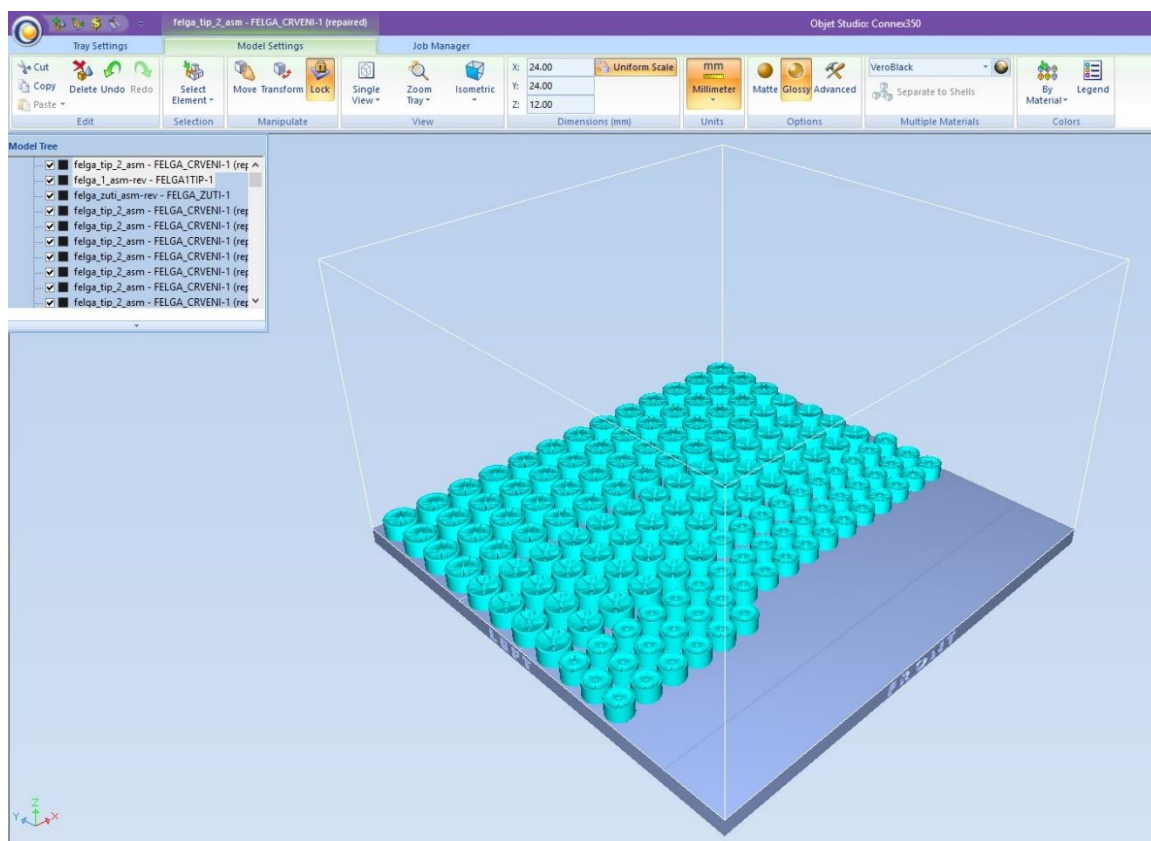 felga_tip_2_asm - FELGA_CRVENI-1 (repaired)
Objet Studio: Connex350
Tray Settings
Model Settings
Job Manager
Cut
Copy
Paste
Delete Undo Redo
Edit
Select Element
Selection
Move Transform Lock
Manipulate
Single View
Zoom Tray
Isometric
View
X: 24.00
Y: 24.00
Z: 12.00
Uniform Scale
Dimensions (mm)
mm
Millimeter
Units
Matte Glossy Advanced
Options
VeroBlack
Separate to Shells
Multiple Materials
By Material
Legend
Colors
Model Tree
felga_tip_2_asm - FELGA_CRVENI-1 (rep
felga_1_asm-rev - FELGA1TIP-1
felga_zuti_asm-rev - FELGA_ZUTI-1
felga_tip_2_asm - FELGA_CRVENI-1 (rep
felga_tip_2_asm - FELGA_CRVENI-1 (rep
felga_tip_2_asm - FELGA_CRVENI-1 (rep
felga_tip_2_asm - FELGA_CRVENI-1 (rep
felga_tip_2_asm - FELGA_CRVENI-1 (rep
felga_tip_2_asm - FELGA_CRVENI-1 (rep
felga_tip_2_asm - FELGA_CRVENI-1 (rep
LEFT
FRONT
Z
Y
X